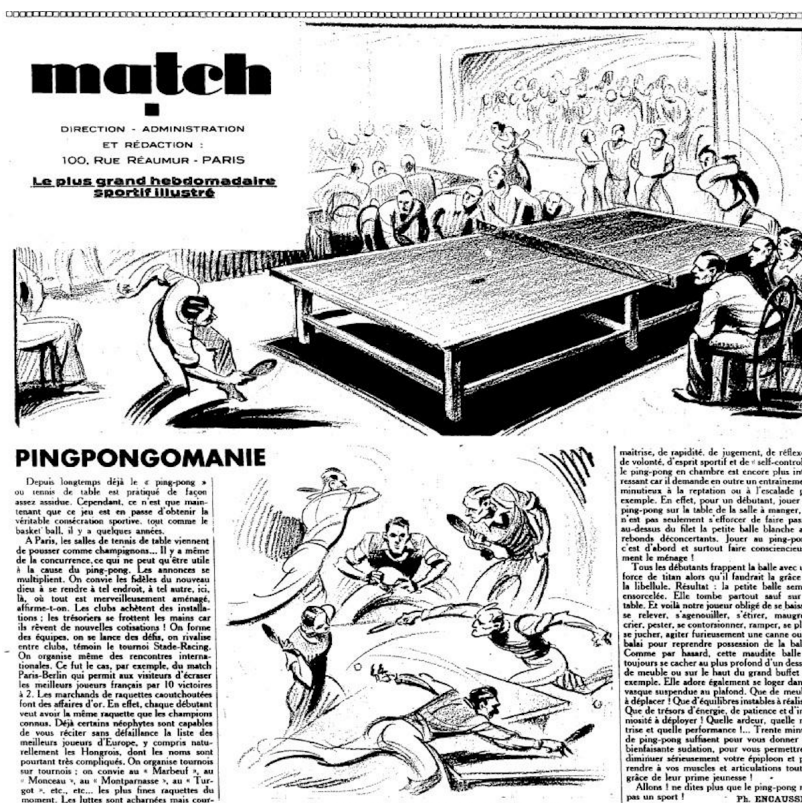 match
DIRECTION - ADMINISTRATION
ET RÉDACTION :
100, RUE RÉAUMUR - PARIS
Le plus grand hebdomadaire
sportif illustré
PINGPONGOMANIE
Depuis longtemps déjà le « ping-pong »
ou tennis de table est pratiqué de façon
assez assidue. Cependant, ce n'est que main-
tenant que ce jeu est en passe d'obtenir la
véritable consécration sportive, tout comme le
basket ball, il y a quelques années.
A Paris, les salles de tennis de table viennent
de pousser comme champignons... Il y a même
de la concurrence, ce qui ne peut qu'être utile
à la cause du ping-pong. Les annonces se
multiplient. On convie les fidèles du nouveau
dieu à se rendre à tel endroit, à tel autre, ici,
là, où tout est merveilleusement aménagé,
affirme-t-on. Les clubs achètent des installa-
tions ; les trésoriers se frottent les mains car
ils rêvent de nouvelles cotisations ! On forme
des équipes, on se lance des défis, on rivalise
entre clubs, témoin le tournoi Stade-Racing.
On organise même des rencontres interna-
tionales. Ce fut le cas, par exemple, du match
Paris-Berlin qui permit aux visiteurs d'écraser
les meilleurs joueurs français par 10 victoires
à 2. Les marchands de raquettes caoutchoutées
font des affaires d'or. En effet, chaque débutant
veut avoir la même raquette que les champions
connus. Déjà certains néophytes sont capables
de vous réciter sans défaillance la liste des
meilleurs joueurs d'Europe, y compris natu-
rellement les Hongrois, dont les noms sont
pourtant très compliqués. On organise tournois
sur tournois ; on convie au « Marbeuf », au
« Monceau », au « Montparnasse », au « Tur-
got », etc., etc... les plus fines raquettes du
moment. Les luttes sont acharnées mais cour-
maîtrise, de rapidité, de jugement, de réflex
de volonté, d'esprit sportif et de « self-control
le ping-pong en chambre est encore plus int
ressant car il demande en outre un entraîneme
minutieux à la reptation ou à l'escalade p
exemple. En effet, pour un débutant, jouer
ping-pong sur la table de la salle à manger,
n'est pas seulement s'efforcer de faire pas
au-dessus du filet la petite balle blanche a
rebonds déconcertants. Jouer au ping-pon
c'est d'abord et surtout faire consciencieu
ment le ménage !
Tous les débutants frappent la balle avec u
force de titan alors qu'il faudrait la grâce
la libellule. Résultat : la petite balle sem
ensorcelée. Elle tombe partout sauf sur
table. Et voilà notre joueur obligé de se baiss
se relever, s'agenouiller, s'étirer, maugré
crier, pester, se contorsionner, ramper, se pl
se jucher, agiter furieusement une canne ou
balai pour reprendre possession de la bal
Comme par hasard, cette maudite balle
toujours se cacher au plus profond d'un dess
de meuble ou sur le haut du grand buffet
exemple. Elle adore également se loger dan
vasque suspendue au plafond. Que de meu
à déplacer ! Que d'équilibres instables à réalis
Que de trésors d'énergie, de patience et d'in
niosité à déployer ! Quelle ardeur, quelle m
trise et quelle performance !... Trente minu
de ping-pong suffisent pour vous donner
bienfaisante sudation, pour vous permettre
diminuer sérieusement votre épiploon et p
rendre à vos muscles et articulations tout
grâce de leur prime jeunesse !
Allons ! ne dites plus que le ping-pong n
pas un sport !
Ph. ENCAUSS